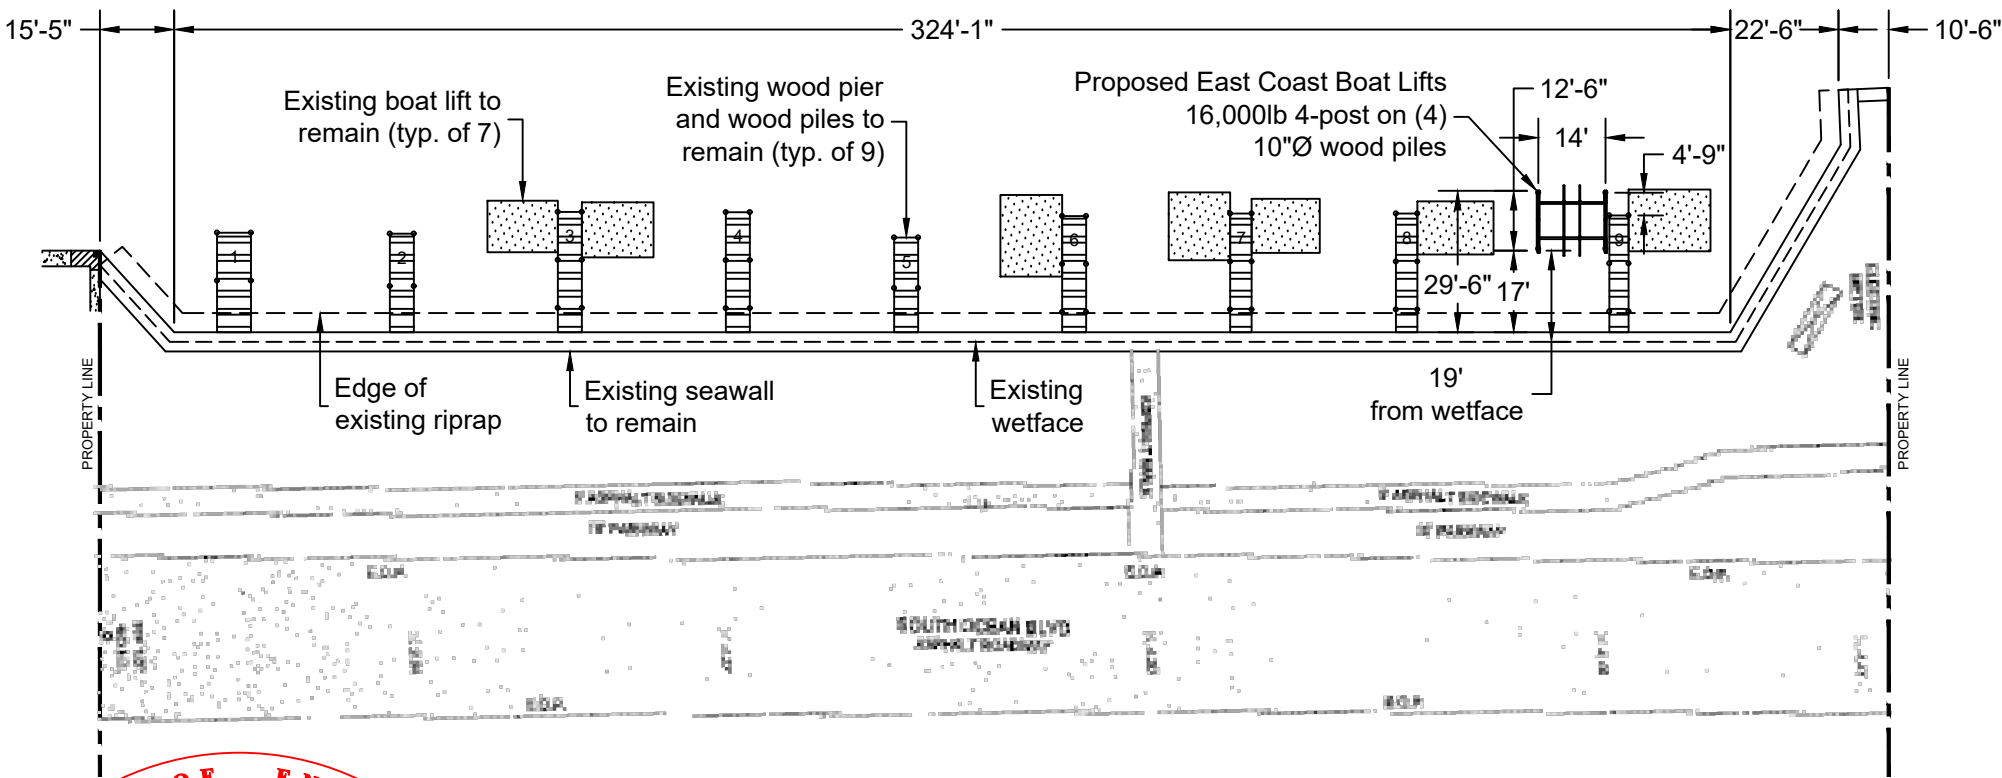 15'-5"
324'-1"
22'-6"
10'-6"
Existing boat lift to
remain (typ. of 7)
Existing wood pier
and wood piles to
remain (typ. of 9)
Proposed East Coast Boat Lifts
16,000lb 4-post on (4)
10"Ø wood piles
12'-6"
14'
4'-9"
1
2
3
4
5
6
7
8
9
29'-6"
17'
19'
from wetface
Edge of
existing riprap
Existing seawall
to remain
Existing
wetface
PROPERTY LINE
PROPERTY LINE
E.O.P.
E.O.P.
E.O.P.
SOUTH OCEAN BLVD
ASPHALT ROADWAY
E.O.P.
E.O.P.
OF